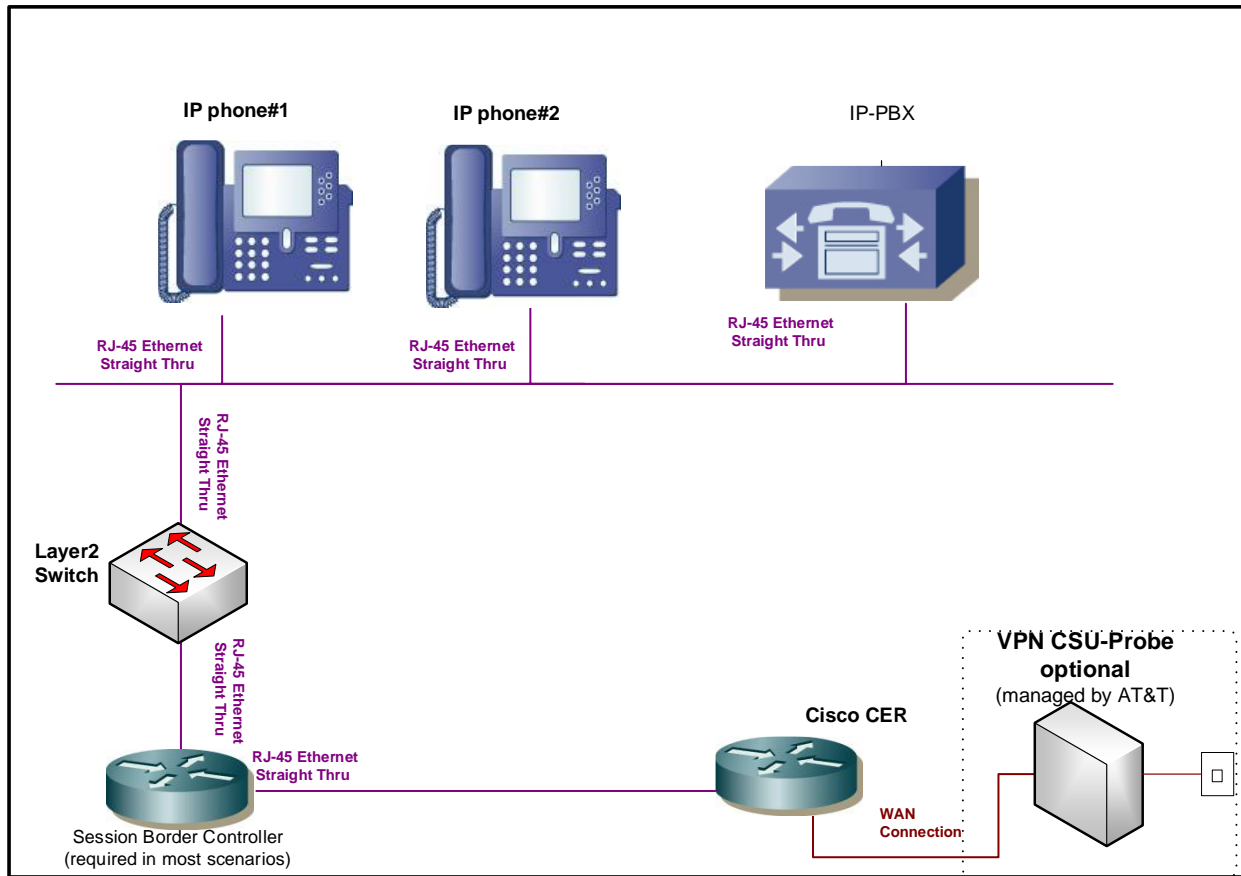 IP phone#1
IP phone#2
IP-PBX
RJ-45 Ethernet
Straight Thru
RJ-45 Ethernet
Straight Thru
RJ-45 Ethernet
Straight Thru
RJ-45 Ethernet
Straight Thru
Layer2
Switch
RJ-45 Ethernet
Straight Thru
VPN CSU-Probe
optional
(managed by AT&T)
Cisco CER
RJ-45 Ethernet
Straight Thru
WAN
Connection
Session Border Controller
(required in most scenarios)